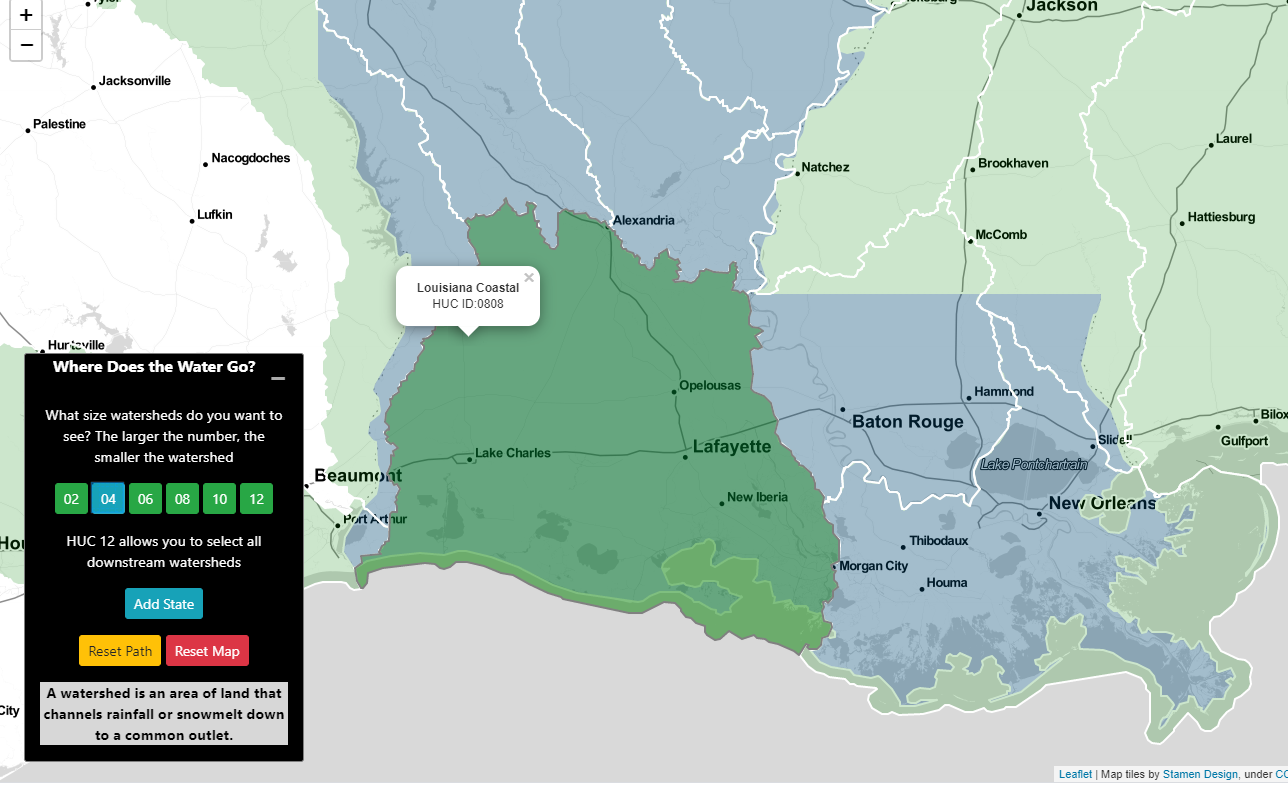 +
−
Jackson
Jacksonville
Palestine
Nacogdoches
Laurel
Natchez
Brookhaven
Lufkin
Alexandria
Hattiesburg
McComb
×
Louisiana Coastal
HUC ID:0808
Huntsville
Where Does the Water Go?
Opelousas
Hammond
What size watersheds do you want to
see? The larger the number, the
smaller the watershed
Baton Rouge
Gulfport
Slidell
Lafayette
Lake Charles
Lake Pontchartrain
Beaumont
02 04 06 08 10 12
New Iberia
New Orleans
Port Arthur
HUC 12 allows you to select all
downstream watersheds
Thibodaux
Morgan City
Houma
Add State
Reset Path Reset Map
A watershed is an area of land that
channels rainfall or snowmelt down
to a common outlet.
City
Leaflet | Map tiles by Stamen Design, under